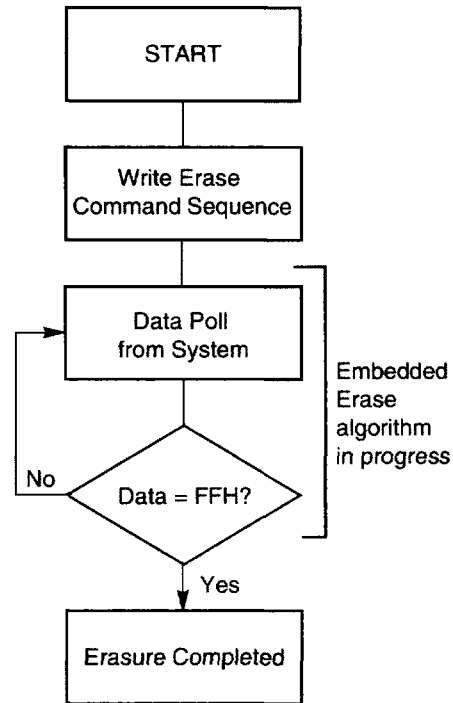 START
Write Erase
Command Sequence
Data Poll
from System
Embedded
Erase
algorithm
in progress
No
Data = FFH?
Yes
Erasure Completed